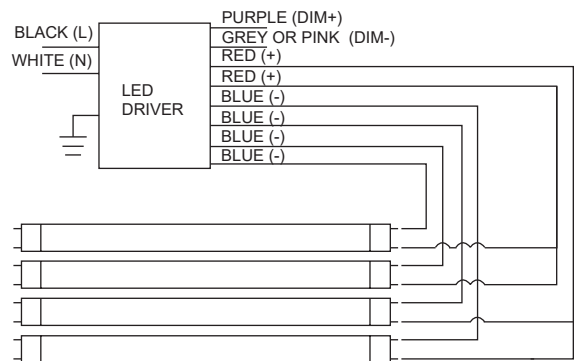 BLACK (L)
WHITE (N)
LED
DRIVER
PURPLE (DIM+)
GREY OR PINK (DIM-)
RED (+)
RED (+)
BLUE (-)
BLUE (-)
BLUE (-)
BLUE (-)